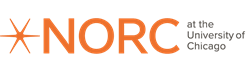 NORC
at the
University of
Chicago